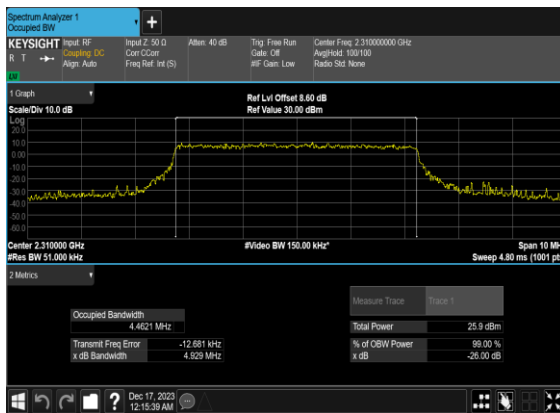 Spectrum Analyzer 1
Occupied BW
+
KEYSIGHT Input: RF Input Z: 50 Ω Atten: 40 dB Trig: Free Run Center Freq: 2.310000000 GHz
R T Coupling: DC Corr CCorr Gate: Off Avg|Hold: 100/100
Align: Auto Freq Ref: Int (S) #IF Gain: Low Radio Std: None
LU
1 Graph
Ref Lvl Offset 8.60 dB
Scale/Div 10.0 dB Ref Value 30.00 dBm
Log
20.0
10.0
0.00
-10.0
-20.0
-30.0
-40.0
-50.0
-60.0
Center 2.310000 GHz #Video BW 150.00 kHz* Span 10 MH
#Res BW 51.000 kHz Sweep 4.80 ms (1001 pt
2 Metrics
Measure Trace Trace 1
Occupied Bandwidth
4.4621 MHz
Total Power 25.9 dBm
Transmit Freq Error -12.681 kHz % of OBW Power 99.00 %
x dB Bandwidth 4.929 MHz x dB -26.00 dB
? Dec 17, 2023
12:15:39 AM